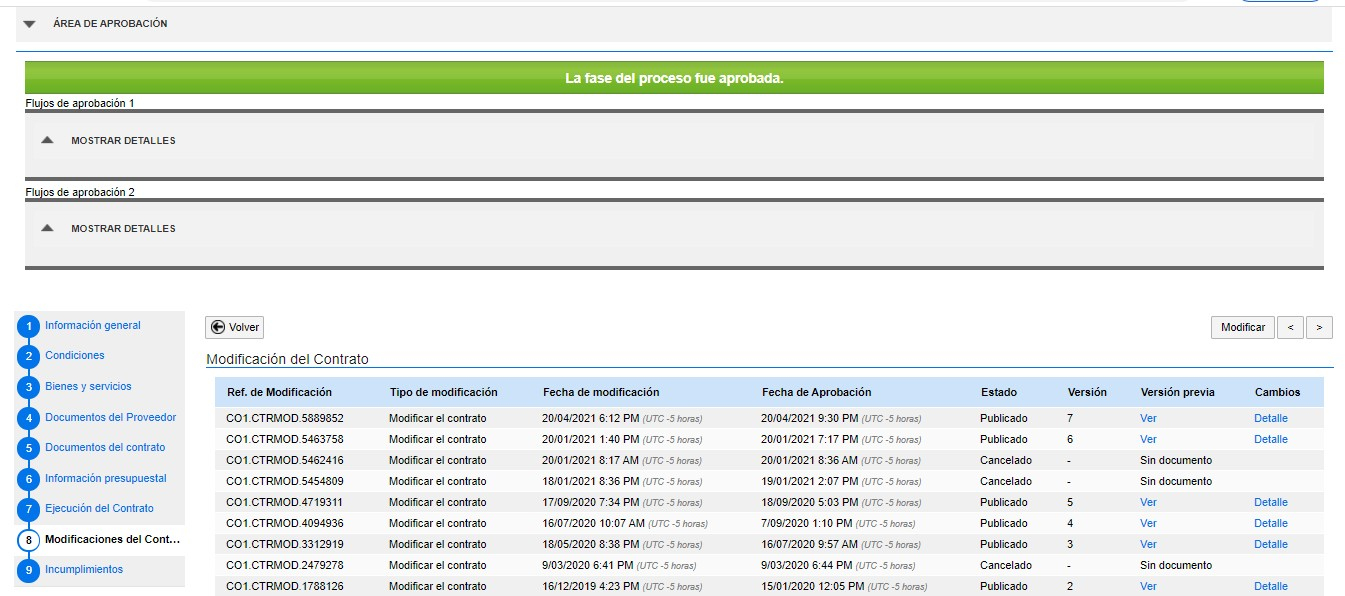 ÁREA DE APROBACIÓN
La fase del proceso fue aprobada.
Flujos de aprobación 1
MOSTRAR DETALLES
Flujos de aprobación 2
MOSTRAR DETALLES
1 Información general
2 Condiciones
3 Bienes y servicios
4 Documentos del Proveedor
5 Documentos del contrato
6 Información presupuestal
7 Ejecución del Contrato
8 Modificaciones del Cont...
9 Incumplimientos
Volver Modificar < >
Modificación del Contrato
Ref. de Modificación Tipo de modificación Fecha de modificación Fecha de Aprobación Estado Versión Versión previa Cambios
CO1.CTRMOD.5889852 Modificar el contrato 20/04/2021 6:12 PM (UTC -5 horas) 20/04/2021 9:30 PM (UTC -5 horas) Publicado 7 Ver Detalle
CO1.CTRMOD.5463758 Modificar el contrato 20/01/2021 1:40 PM (UTC -5 horas) 20/01/2021 7:17 PM (UTC -5 horas) Publicado 6 Ver Detalle
CO1.CTRMOD.5462416 Modificar el contrato 20/01/2021 8:17 AM (UTC -5 horas) 20/01/2021 8:36 AM (UTC -5 horas) Cancelado - Sin documento
CO1.CTRMOD.5454809 Modificar el contrato 18/01/2021 8:36 PM (UTC -5 horas) 19/01/2021 2:07 PM (UTC -5 horas) Cancelado - Sin documento
CO1.CTRMOD.4719311 Modificar el contrato 17/09/2020 7:34 PM (UTC -5 horas) 18/09/2020 5:03 PM (UTC -5 horas) Publicado 5 Ver Detalle
CO1.CTRMOD.4094936 Modificar el contrato 16/07/2020 10:07 AM (UTC -5 horas) 7/09/2020 1:10 PM (UTC -5 horas) Publicado 4 Ver Detalle
CO1.CTRMOD.3312919 Modificar el contrato 18/05/2020 8:38 PM (UTC -5 horas) 16/07/2020 9:57 AM (UTC -5 horas) Publicado 3 Ver Detalle
CO1.CTRMOD.2479278 Modificar el contrato 9/03/2020 6:41 PM (UTC -5 horas) 9/03/2020 6:44 PM (UTC -5 horas) Cancelado - Sin documento
CO1.CTRMOD.1788126 Modificar el contrato 16/12/2019 4:23 PM (UTC -5 horas) 15/01/2020 12:05 PM (UTC -5 horas) Publicado 2 Ver Detalle